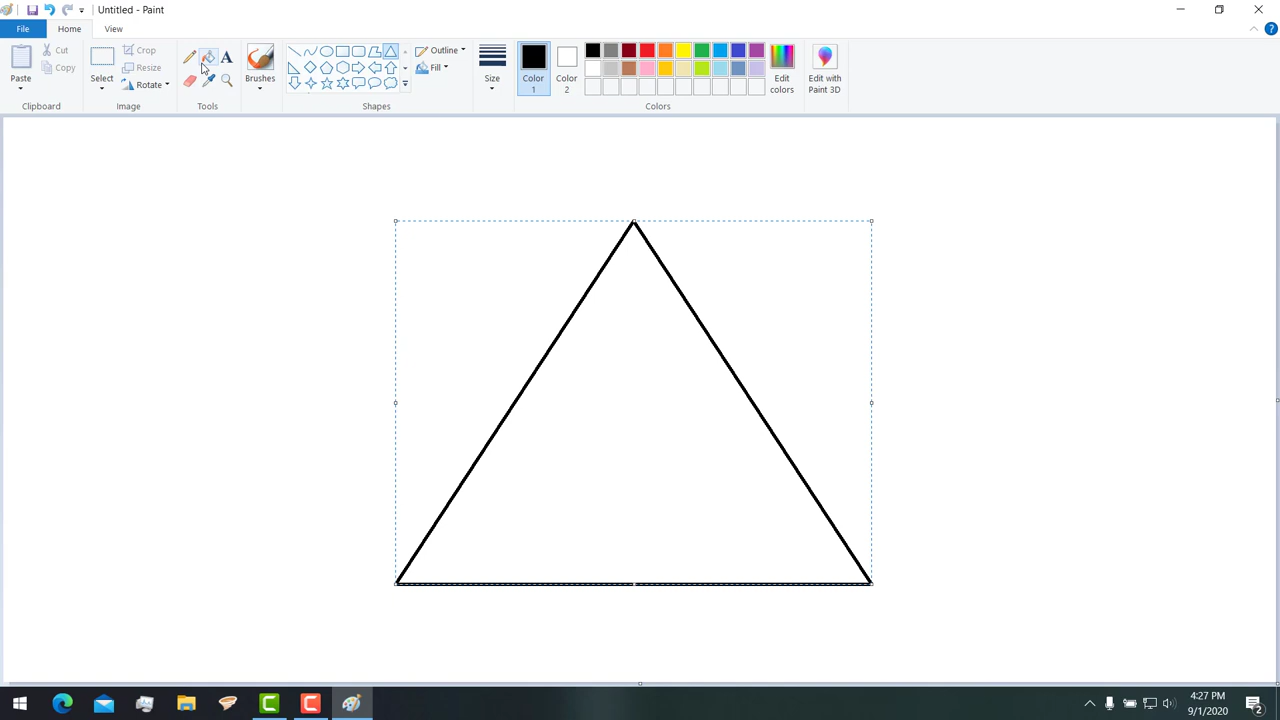 Untitled - Paint
File Home View
Paste
Cut
Copy
Clipboard
Select
Crop
Resize
Rotate
Image
A
Tools
Brushes
Shapes
Outline
Fill
Size
Color
1
Color
2
Colors
Edit
colors
Edit with
Paint 3D
4:27 PM
9/1/2020
2